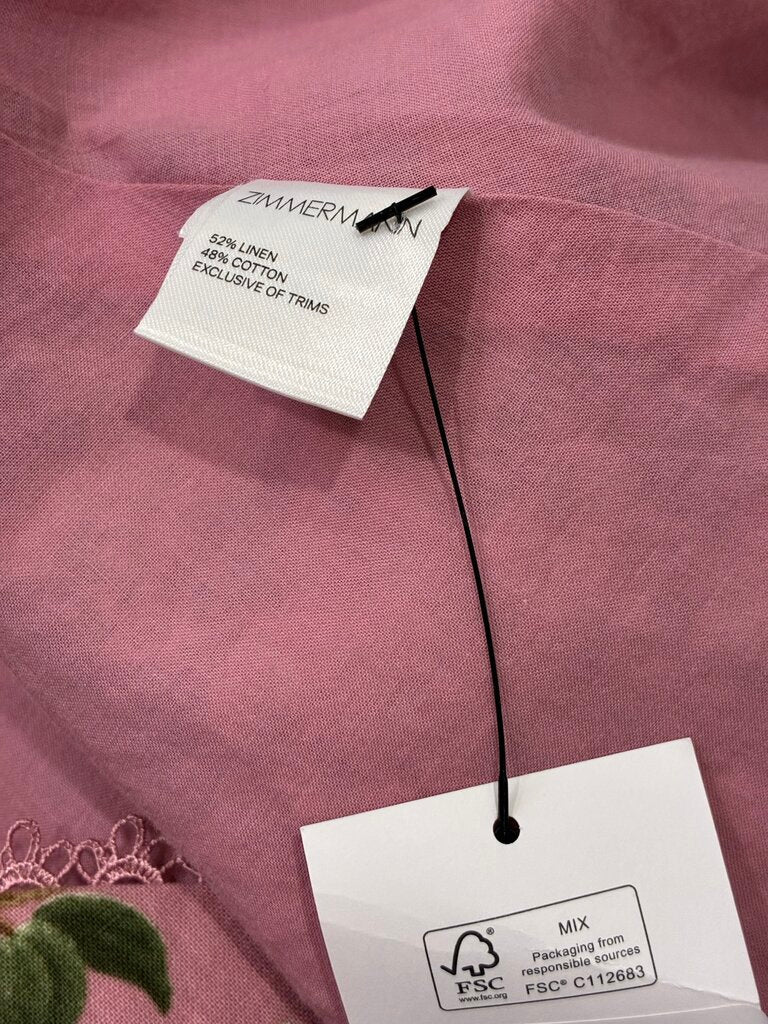 ZIMMERMANN
52% LINEN
48% COTTON
EXCLUSIVE OF TRIMS
FSC®
www.fsc.org
MIX
Packaging from
responsible sources
FSC® C112683